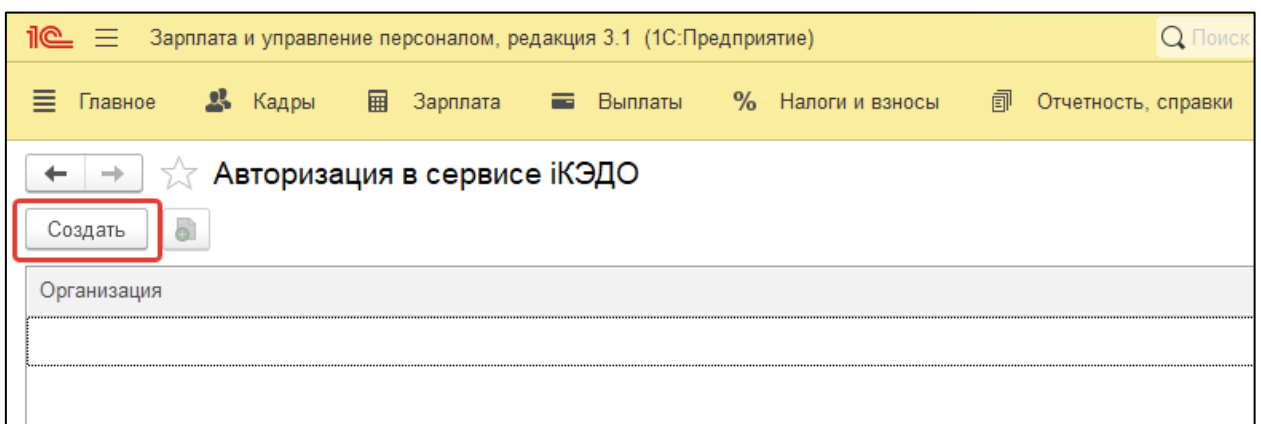 1С Зарплата и управление персоналом, редакция 3.1 (1С:Предприятие) Поиск
Главное Кадры Зарплата Выплаты % Налоги и взносы Отчетность, справки
Авторизация в сервисе iКЭДО
Создать
Организация